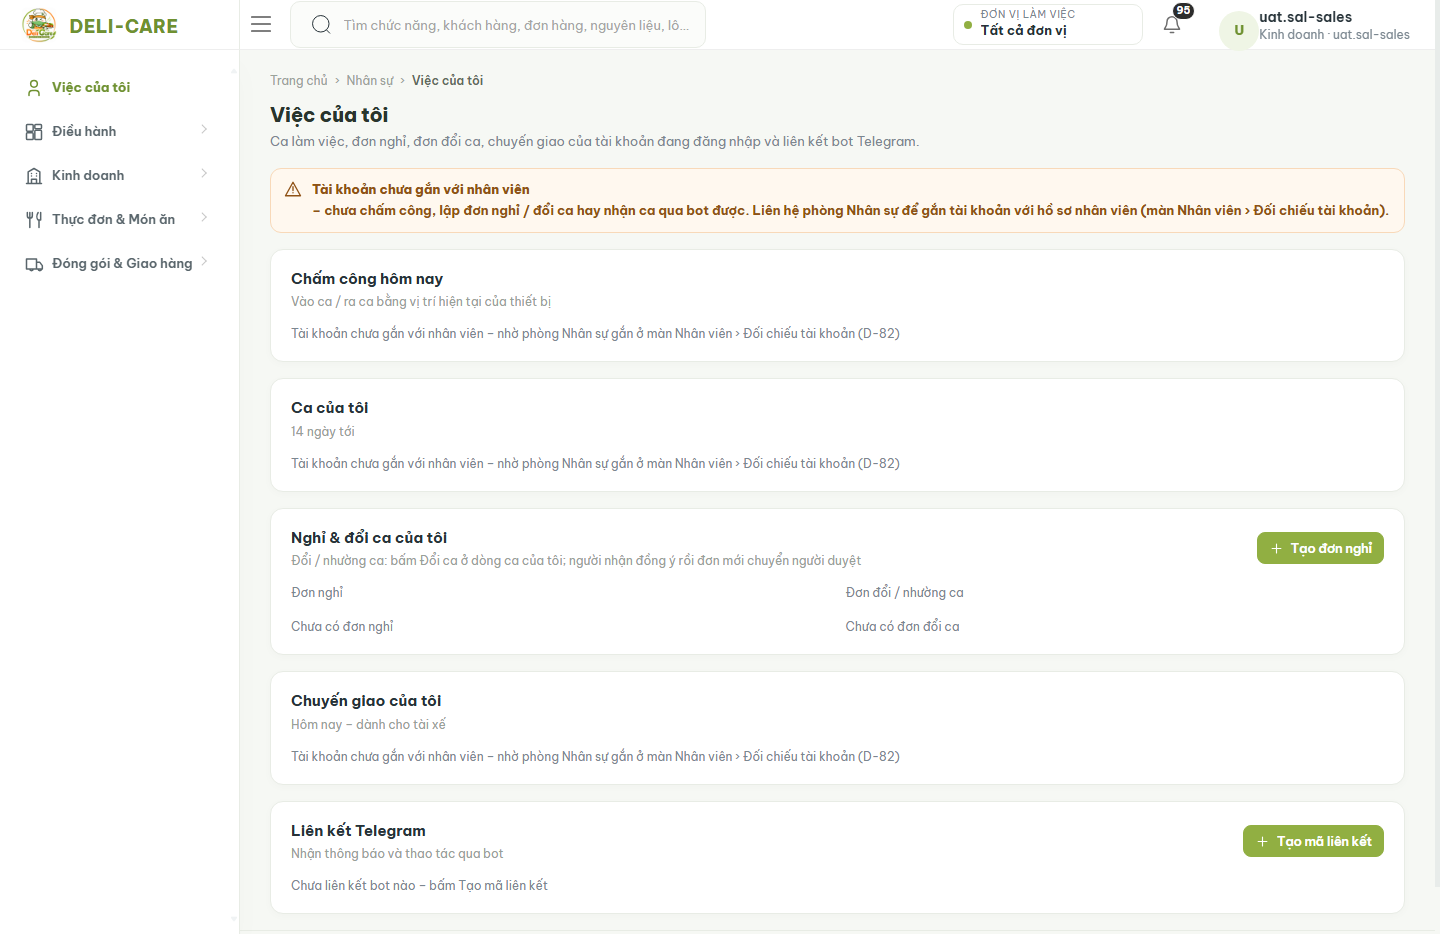 DELI-CARE
Tìm chức năng, khách hàng, đơn hàng, nguyên liệu, lô...
ĐƠN VỊ LÀM VIỆC
Tất cả đơn vị
95
U
uat.sal-sales
Kinh doanh · uat.sal-sales
Việc của tôi
Điều hành
Kinh doanh
Thực đơn & Món ăn
Đóng gói & Giao hàng
Trang chủ › Nhân sự › Việc của tôi
Việc của tôi
Ca làm việc, đơn nghỉ, đơn đổi ca, chuyến giao của tài khoản đang đăng nhập và liên kết bot Telegram.
Tài khoản chưa gắn với nhân viên
– chưa chấm công, lập đơn nghỉ / đổi ca hay nhận ca qua bot được. Liên hệ phòng Nhân sự để gắn tài khoản với hồ sơ nhân viên (màn Nhân viên › Đối chiếu tài khoản).
Chấm công hôm nay
Vào ca / ra ca bằng vị trí hiện tại của thiết bị
Tài khoản chưa gắn với nhân viên – nhờ phòng Nhân sự gắn ở màn Nhân viên › Đối chiếu tài khoản (D-82)
Ca của tôi
14 ngày tới
Tài khoản chưa gắn với nhân viên – nhờ phòng Nhân sự gắn ở màn Nhân viên › Đối chiếu tài khoản (D-82)
Nghỉ & đổi ca của tôi
Đổi / nhường ca: bấm Đổi ca ở dòng ca của tôi; người nhận đồng ý rồi đơn mới chuyển người duyệt
Tạo đơn nghỉ
Đơn nghỉ
Đơn đổi / nhường ca
Chưa có đơn nghỉ
Chưa có đơn đổi ca
Chuyến giao của tôi
Hôm nay – dành cho tài xế
Tài khoản chưa gắn với nhân viên – nhờ phòng Nhân sự gắn ở màn Nhân viên › Đối chiếu tài khoản (D-82)
Liên kết Telegram
Nhận thông báo và thao tác qua bot
Tạo mã liên kết
Chưa liên kết bot nào – bấm Tạo mã liên kết